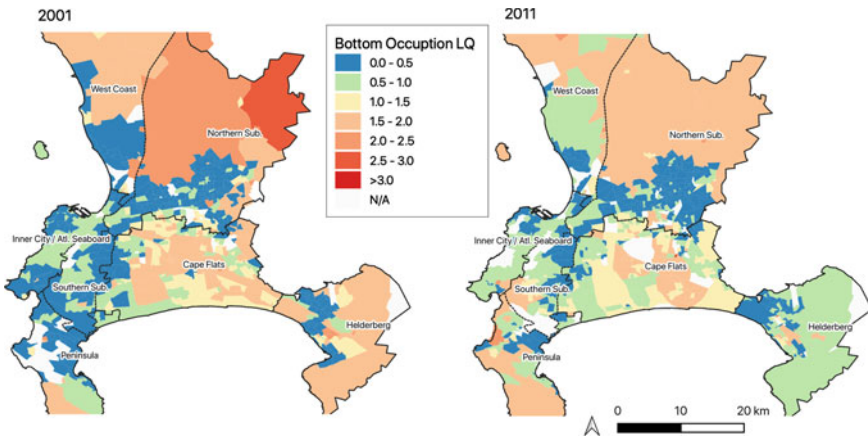 2001
2011
Bottom Occuption LQ
0.0 - 0.5
0.5 - 1.0
1.0 - 1.5
1.5 - 2.0
2.0 - 2.5
2.5 - 3.0
>3.0
N/A
West Coast
Northern Sub.
Inner City / Atl. Seaboard
Cape Flats
Southern Sub.
Helderberg
Peninsula
West Coast
Northern Sub.
Inner City / Atl. Seaboard
Cape Flats
Southern Sub.
Helderberg
Peninsula
0 10 20 km